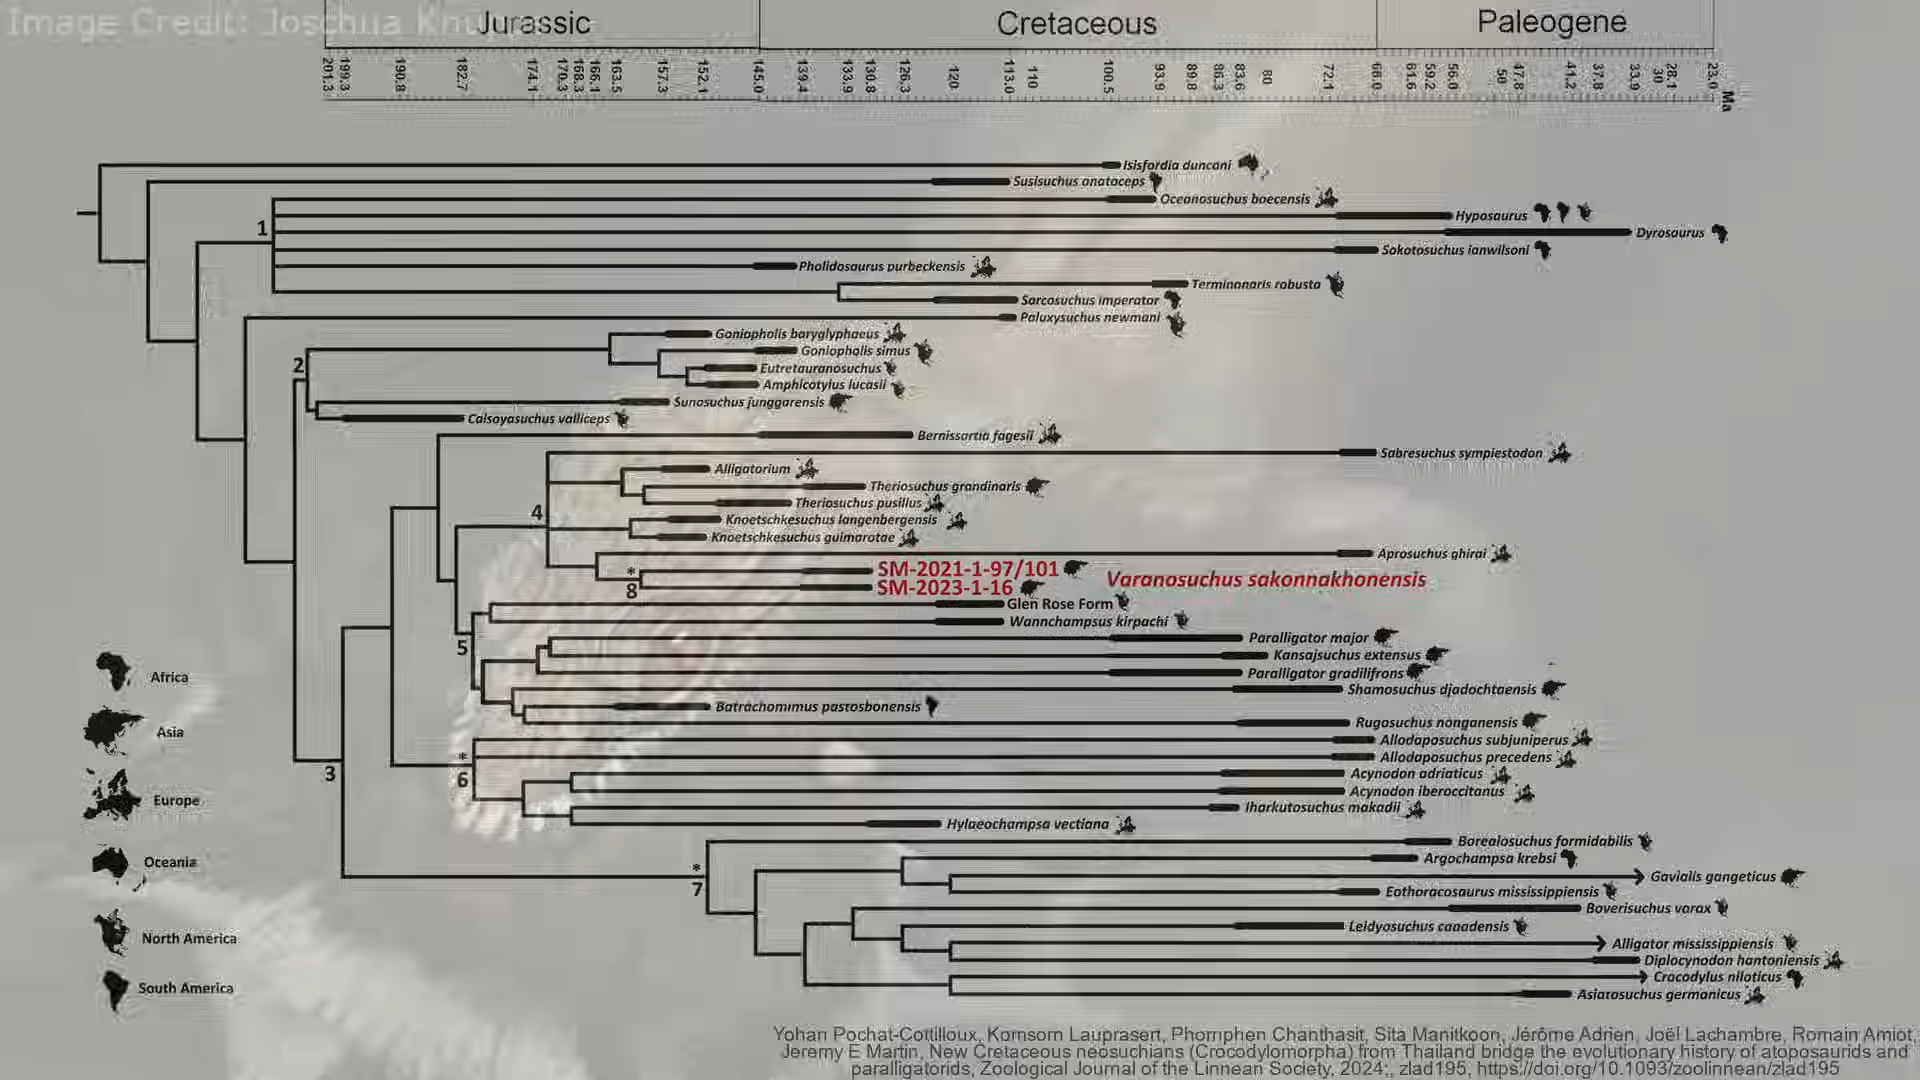 Image Credit: Joschua Knü
Jurassic
Cretaceous
Paleogene
201.3
199.3
190.8
182.7
174.1
170.3
168.3
166.1
163.5
157.3
152.1
145.0
139.4
133.9
130.8
126.3
120
113.0
110
100.5
93.9
89.8
86.3
83.6
80
72.1
66.0
61.6
59.2
56.0
50
47.8
41.2
37.8
33.9
30
28.1
23.0
Ma
Isisfordia duncani
Susisuchus anatoceps
Oceanosuchus boecensis
Hyposaurus
1
Dyrosaurus
Sokotosuchus ianwilsoni
Pholidosaurus purbeckensis
Terminonaris robusta
Sarcosuchus imperator
Paluxysuchus newmani
Goniopholis baryglyphaeus
Goniopholis simus
2
Eutretauranosuchus
Amphicotylus lucasii
Sunosuchus junggarensis
Calsoyasuchus valliceps
Bernissartia fagesii
Sabresuchus sympiestodon
Alligatorium
Theriosuchus grandinaris
Theriosuchus pusillus
4
Knoetschkesuchus langenbergensis
Knoetschkesuchus guimarotae
Aprosuchus ghirai
* SM-2021-1-97/101
Varanosuchus sakonnakhonensis
8 SM-2023-1-16
Glen Rose Form
Wannchampsus kirpachi
Paralligator major
5
Kansajsuchus extensus
Paralligator gradilifrons
Africa
Shamosuchus djadochtaensis
Batrachomimus pastosbonensis
Rugosuchus nonganensis
Asia
Allodaposuchus subjuniperus
*
Allodaposuchus precedens
3
6
Acynodon adriaticus
Acynodon iberoccitanus
Europe
Iharkutosuchus makadii
Hylaeochampsa vectiana
Borealosuchus formidabilis
Oceania
Argochampsa krebsi
*
Gavialis gangeticus
7
Eothoracosaurus mississippiensis
Boverisuchus vorax
Leidyosuchus canadensis
North America
Alligator mississippiensis
Diplocynodon hantoniensis
Crocodylus niloticus
South America
Asiatosuchus germanicus
Yohan Pochat-Cottilloux, Komsorn Lauprasert, Phornphen Chanthasit, Sita Manitkoon, Jérôme Adrien, Joël Lachambre, Romain Amiot,
Jeremy E Martin, New Cretaceous neosuchians (Crocodylomorpha) from Thailand bridge the evolutionary history of atoposaurids and
paralligatorids, Zoological Journal of the Linnean Society, 2024;, zlad195, https://doi.org/10.1093/zoolinnean/zlad195